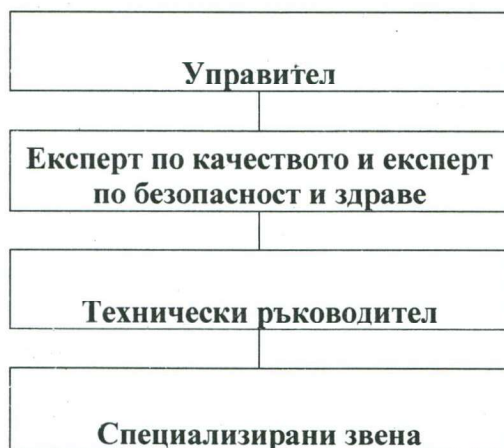 Управител
Експерт по качеството и експерт
по безопасност и здраве
Технически ръководител
Специализирани звена